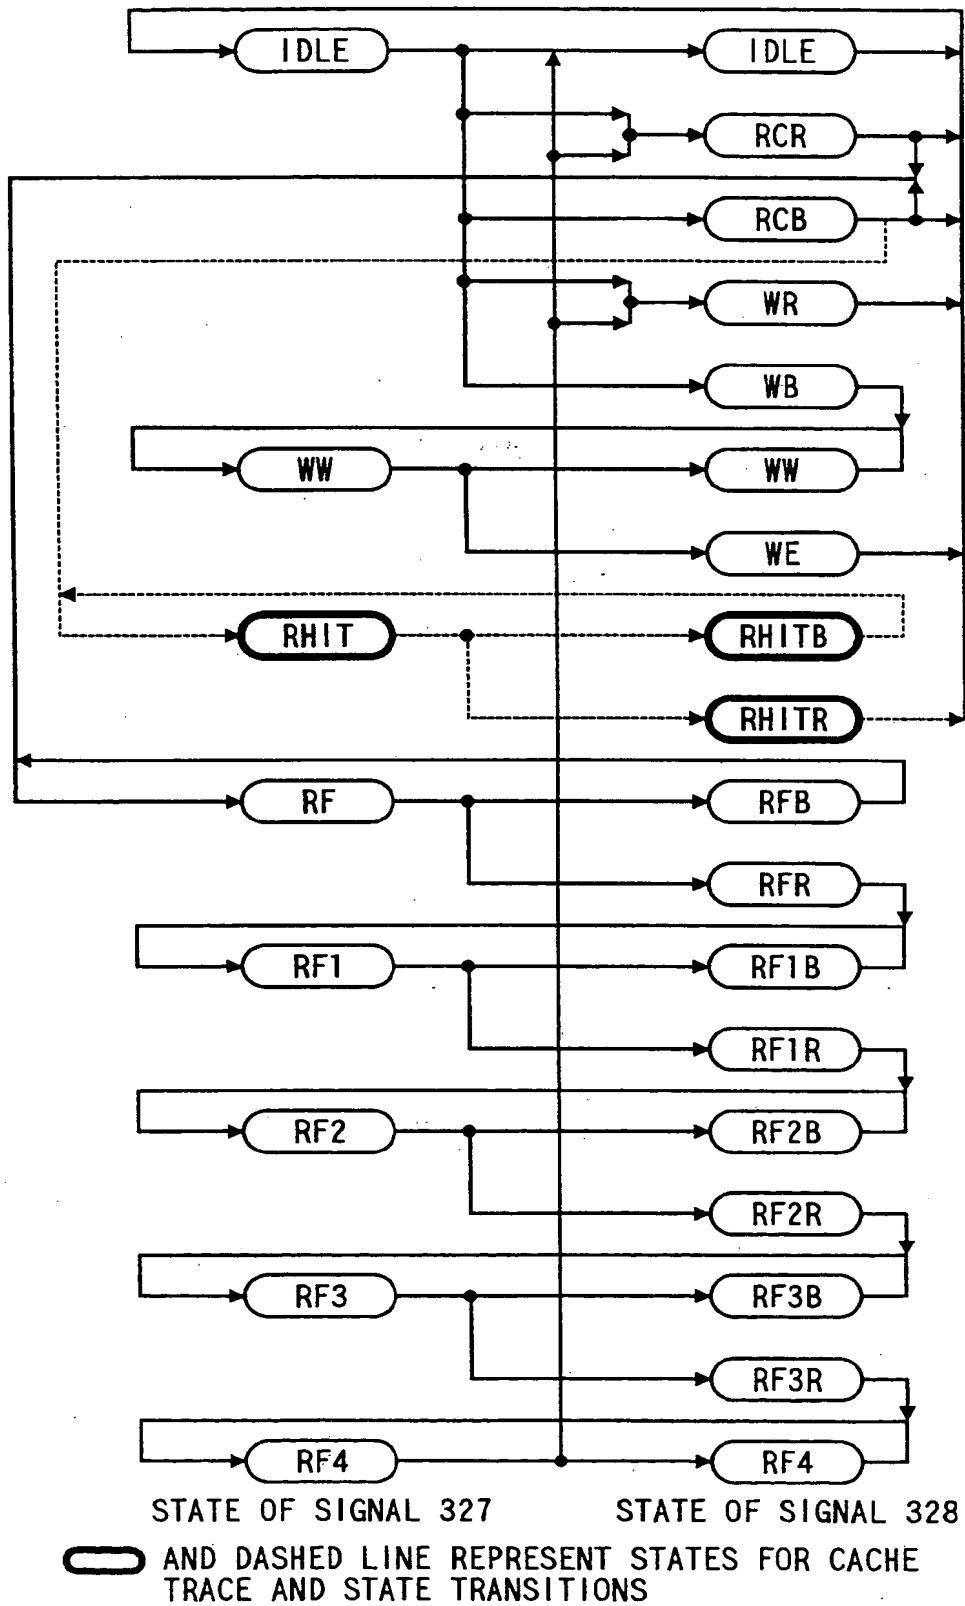 IDLE IDLE
RCR
RCB
WR
WB
WW WW
WE
RHIT RHITB
RHITR
RF RFB
RFR
RF1 RF1B
RF1R
RF2 RF2B
RF2R
RF3 RF3B
RF3R
RF4 RF4
STATE OF SIGNAL 327 STATE OF SIGNAL 328
AND DASHED LINE REPRESENT STATES FOR CACHE
TRACE AND STATE TRANSITIONS